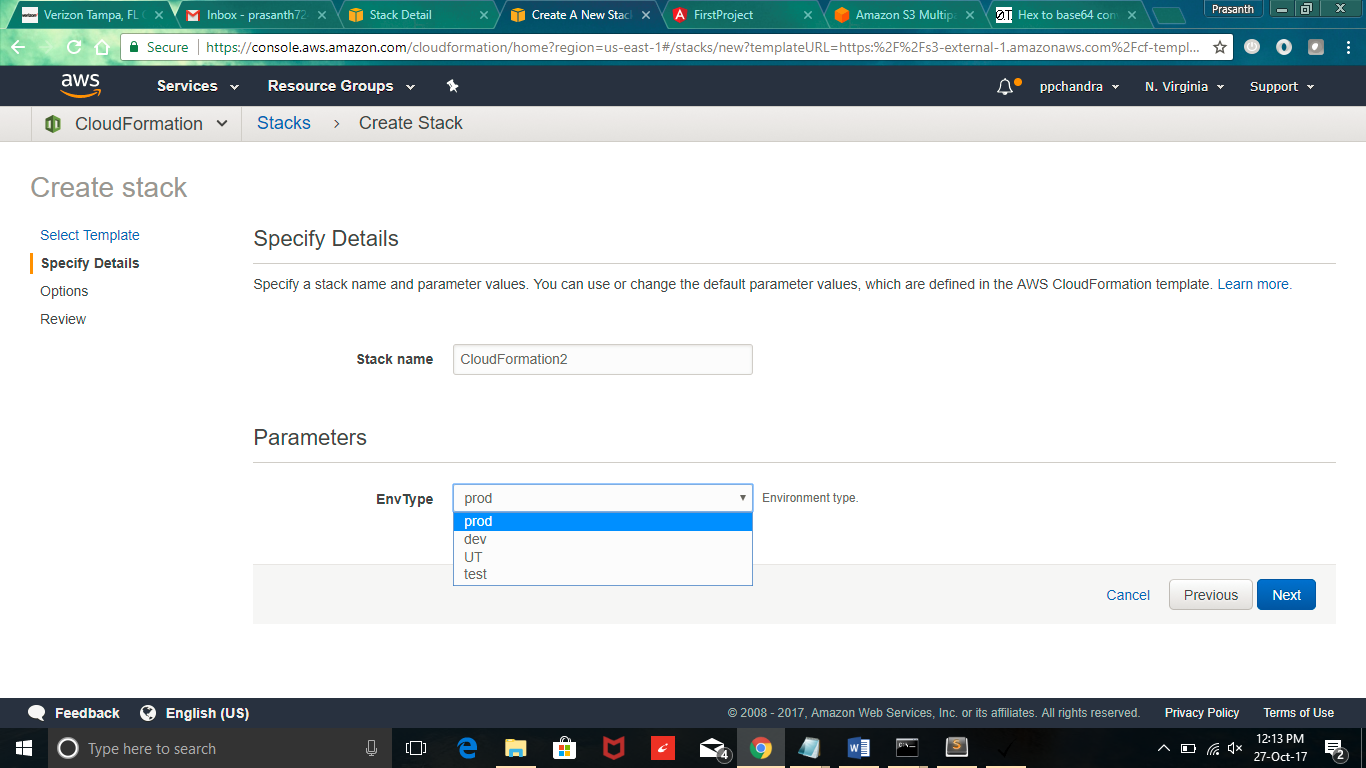 Verizon Tampa, FL
Inbox - prasanth72
Stack Detail
Create A New Stac
FirstProject
Amazon S3 Multip
Hex to base64 con
Prasanth
Secure
https://console.aws.amazon.com/cloudformation/home?region=us-east-1#/stacks/new?templateURL=https:%2F%2Fs3-external-1.amazonaws.com%2Fcf-templ...
aws
Services
Resource Groups
ppchandra
N. Virginia
Support
CloudFormation
Stacks > Create Stack
Create stack
Select Template
Specify Details
Options
Review
Specify Details
Specify a stack name and parameter values. You can use or change the default parameter values, which are defined in the AWS CloudFormation template. Learn more.
Stack name
CloudFormation2
Parameters
EnvType
prod
Environment type.
prod
dev
UT
test
Cancel
Previous
Next
Feedback
English (US)
© 2008 - 2017, Amazon Web Services, Inc. or its affiliates. All rights reserved.
Privacy Policy
Terms of Use
Type here to search
4
12:13 PM
27-Oct-17
2